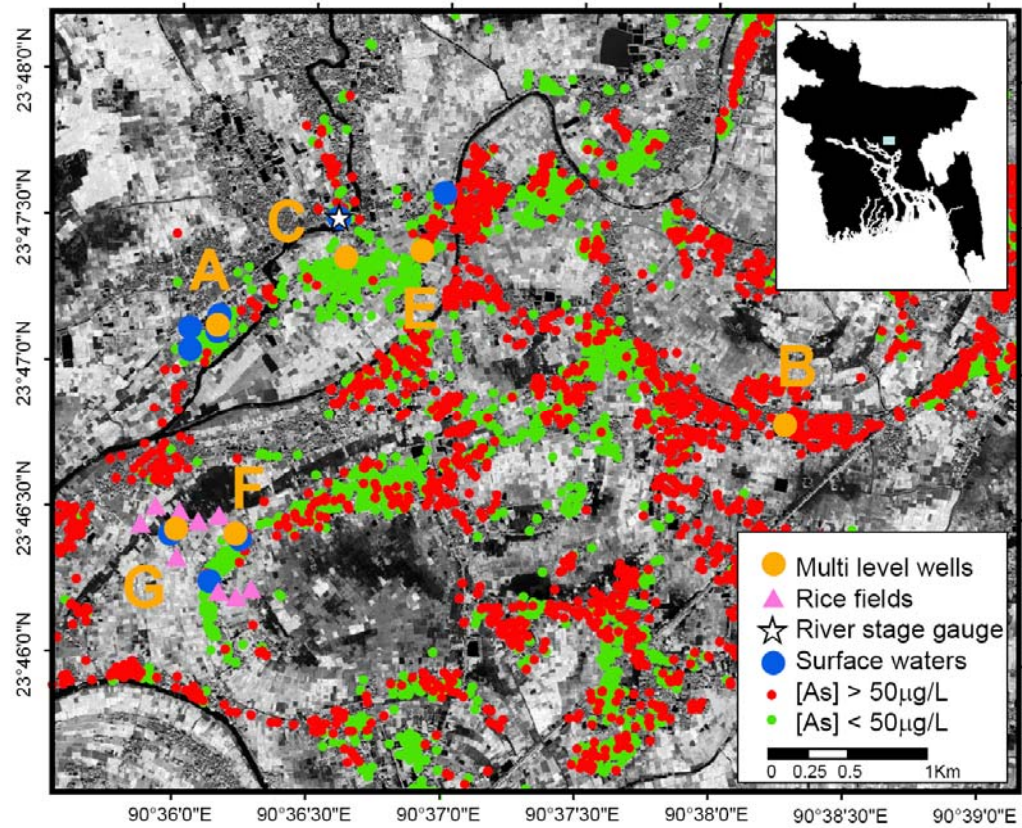 23°48'0"N
23°47'30"N
23°47'0"N
23°46'30"N
23°46'0"N
C
A
E
B
F
G
Multi level wells
Rice fields
River stage gauge
Surface waters
[As] > 50µg/L
[As] < 50µg/L
0 0.25 0.5 1Km
90°36'0"E 90°36'30"E 90°37'0"E 90°37'30"E 90°38'0"E 90°38'30"E 90°39'0"E